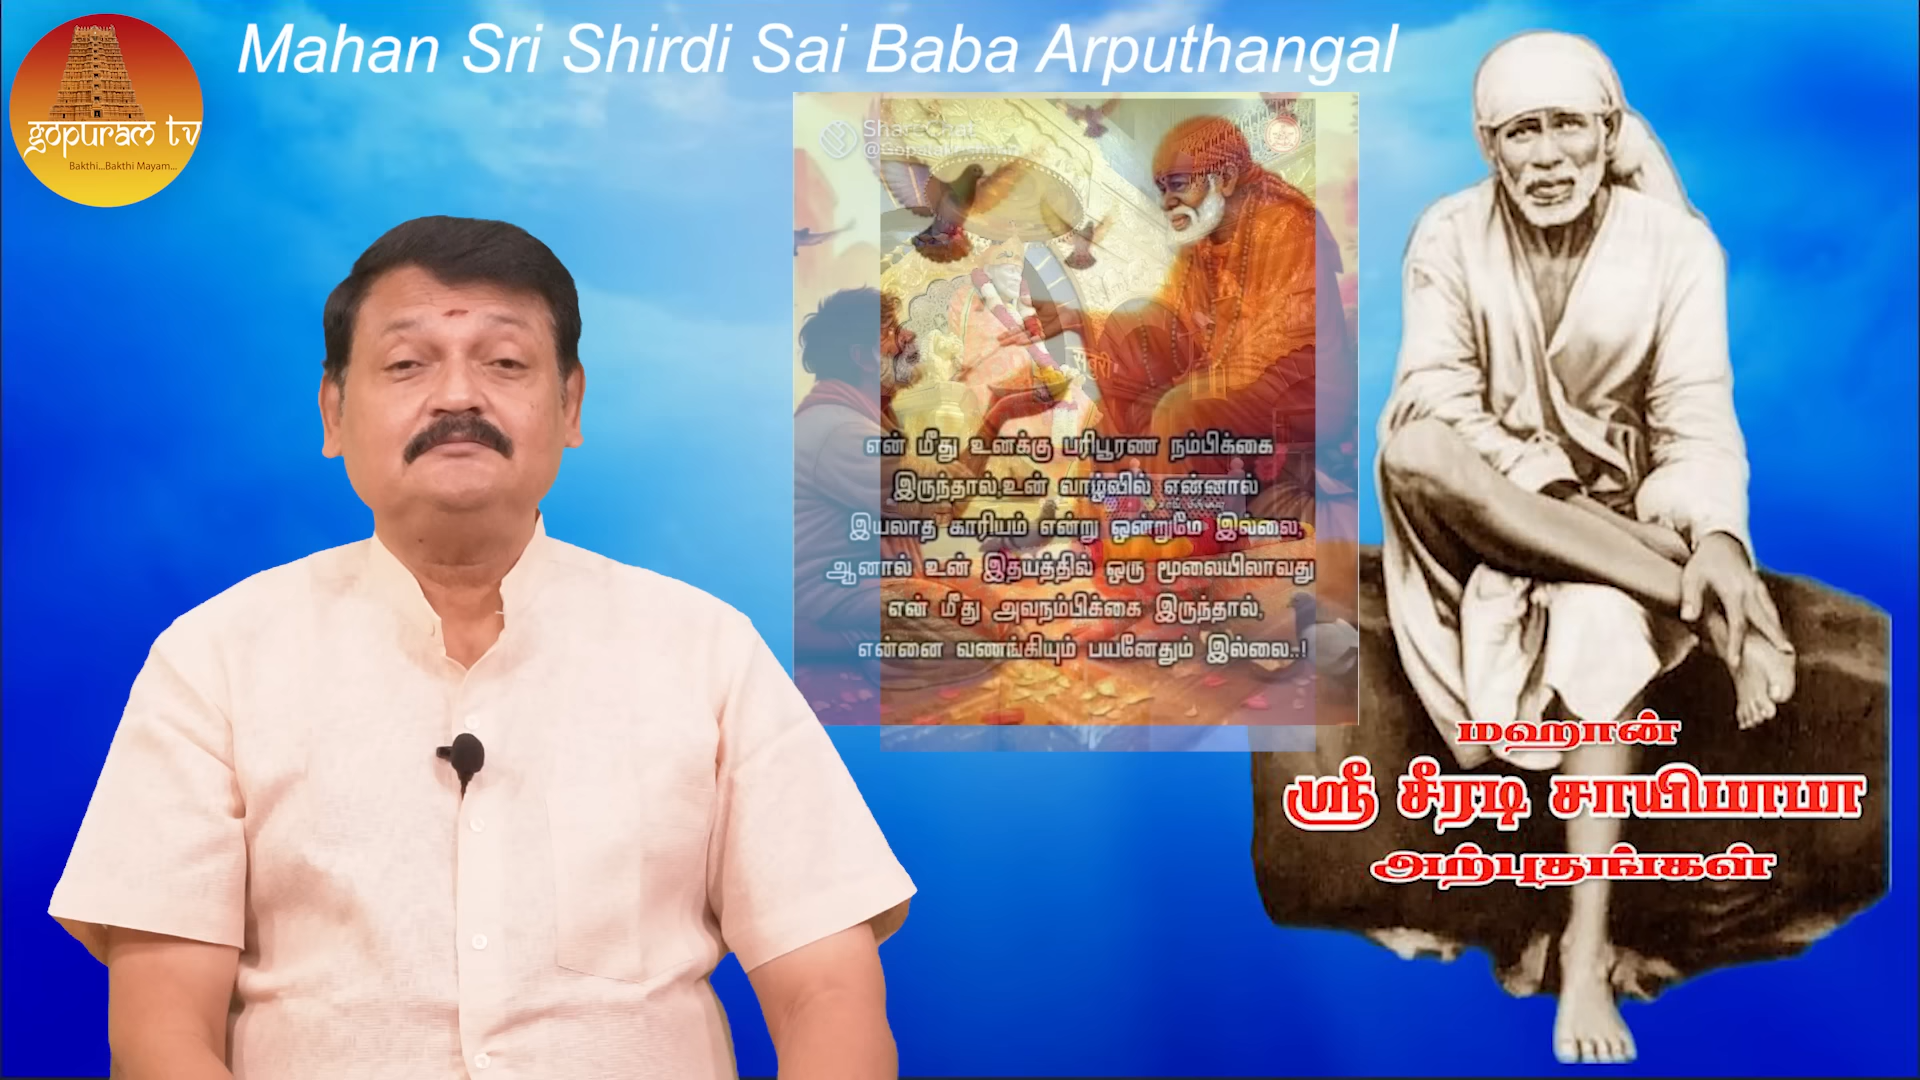 Mahan Sri Shirdi Sai Baba Arputhangal
gopuram tv
Bakthi...Bakthi Mayam...
ShareChat
என் மீது உனக்கு பரிபூரண நம்பிக்கை
இருந்தால்,உன் வாழ்வில் என்னால்
இயலாத காரியம் என்று ஒன்றுமே இல்லை,
ஆனால் உன் இதயத்தில் ஒரு மூலையிலாவது
என் மீது அவநம்பிக்கை இருந்தால்,
என்னை வணங்கியும் பயனேதும் இல்லை..!
மஹான்
ஸ்ரீ சீரடி சாயிபாபா
அற்புதங்கள்